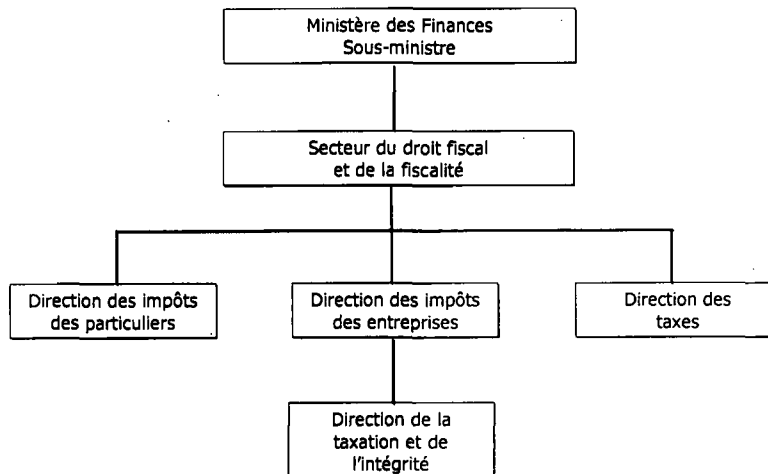 Ministère des Finances
Sous-ministre
Secteur du droit fiscal
et de la fiscalité
Direction des impôts
des particuliers
Direction des impôts
des entreprises
Direction des
taxes
Direction de la
taxation et de
l'intégrité